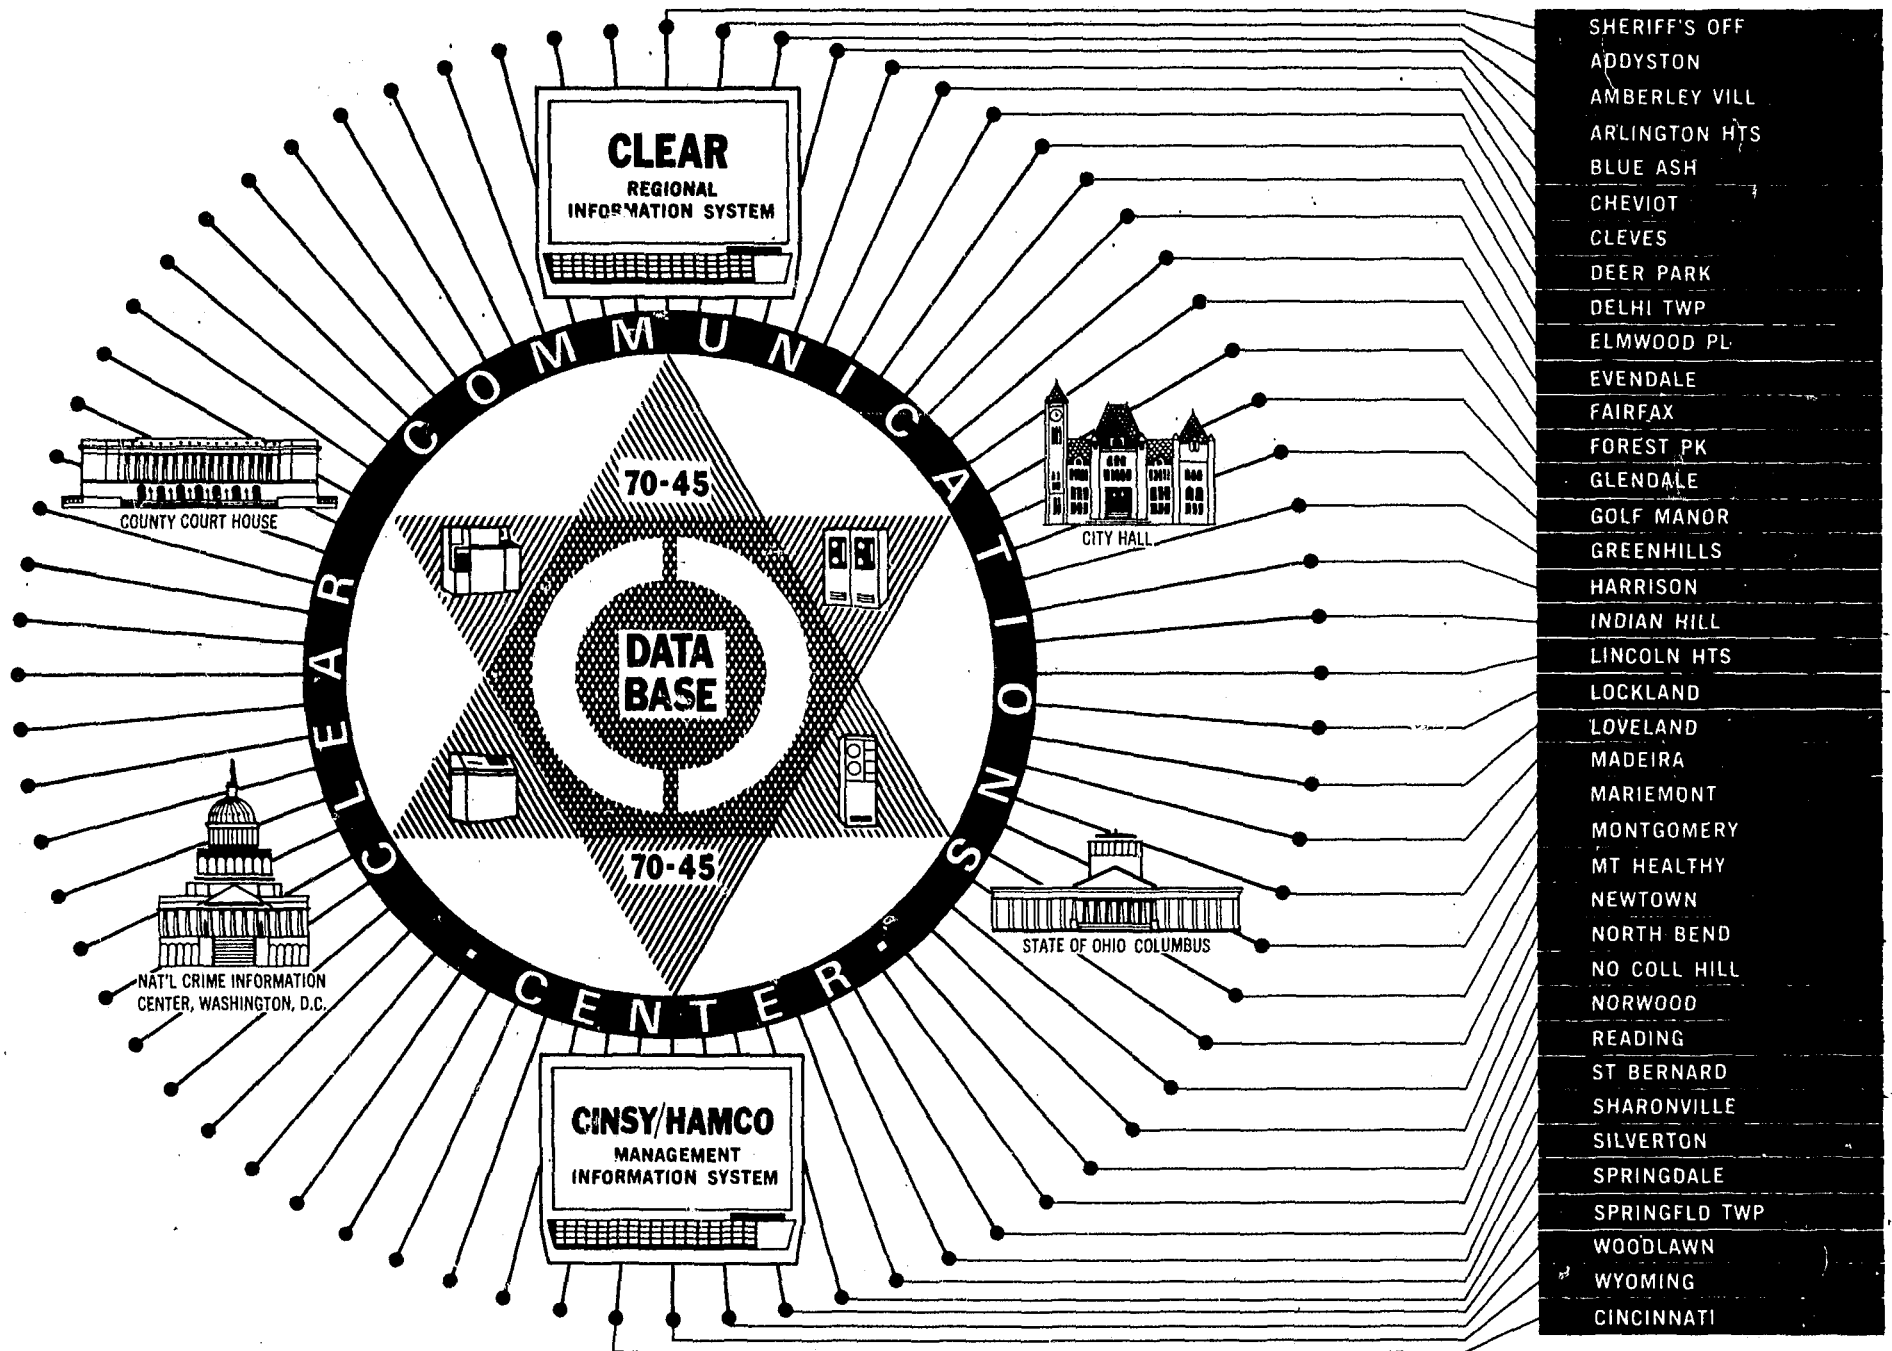 CLEAR
REGIONAL
INFORMATION SYSTEM
CLEAR COMMUNICATIONS · CENTER ·
70-45
DATA
BASE
70-45
COUNTY COURT HOUSE
CITY HALL
NAT'L CRIME INFORMATION
CENTER, WASHINGTON, D.C.
STATE OF OHIO COLUMBUS
CINSY/HAMCO
MANAGEMENT
INFORMATION SYSTEM
SHERIFF'S OFF
ADDYSTON
AMBERLEY VILL
ARLINGTON HTS
BLUE ASH
CHEVIOT
CLEVES
DEER PARK
DELHI TWP
ELMWOOD PL
EVENDALE
FAIRFAX
FOREST PK
GLENDALE
GOLF MANOR
GREENHILLS
HARRISON
INDIAN HILL
LINCOLN HTS
LOCKLAND
LOVELAND
MADEIRA
MARIEMONT
MONTGOMERY
MT HEALTHY
NEWTOWN
NORTH BEND
NO COLL HILL
NORWOOD
READING
ST BERNARD
SHARONVILLE
SILVERTON
SPRINGDALE
SPRINGFLD TWP
WOODLAWN
WYOMING
CINCINNATI